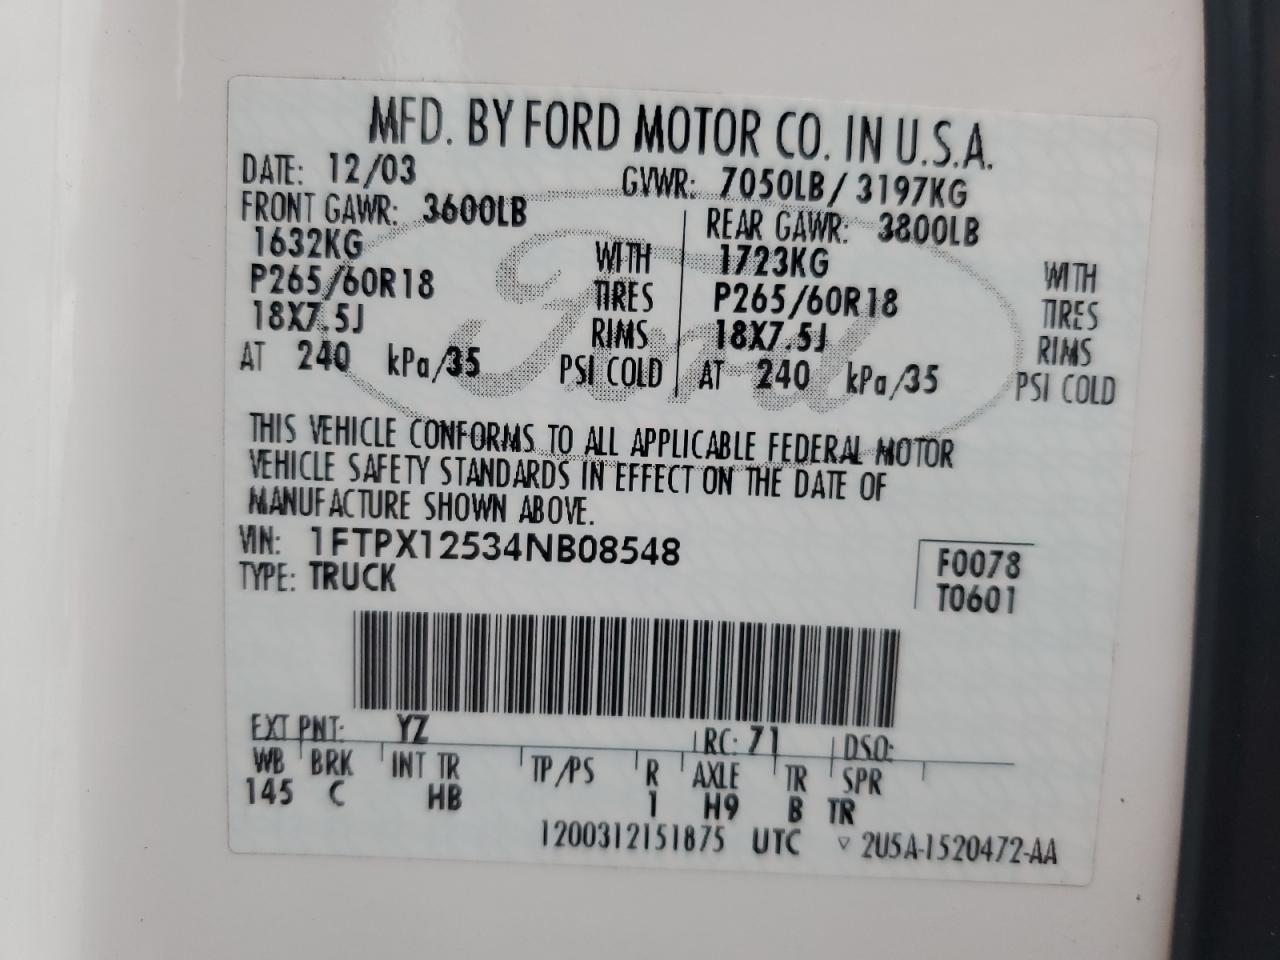 MFD. BY FORD MOTOR CO. IN U.S.A.
DATE: 12/03 GVWR: 7050LB / 3197KG
FRONT GAWR: 3600LB REAR GAWR: 3800LB
1632KG WITH 1723KG WITH
P265/60R18 TIRES P265/60R18 TIRES
18X7.5J RIMS 18X7.5J RIMS
AT 240 kPa/35 PSI COLD AT 240 kPa/35 PSI COLD
Ford
THIS VEHICLE CONFORMS TO ALL APPLICABLE FEDERAL MOTOR
VEHICLE SAFETY STANDARDS IN EFFECT ON THE DATE OF
MANUFACTURE SHOWN ABOVE.
VIN: 1FTPX12534NB08548 F0078
TYPE: TRUCK T0601
EXT PNT: YZ RC: 71 DSO:
WB BRK INT TR TP/PS R AXLE TR SPR
145 C HB 1 H9 B TR
1200312151875 UTC ▽ 2U5A-1520472-AA